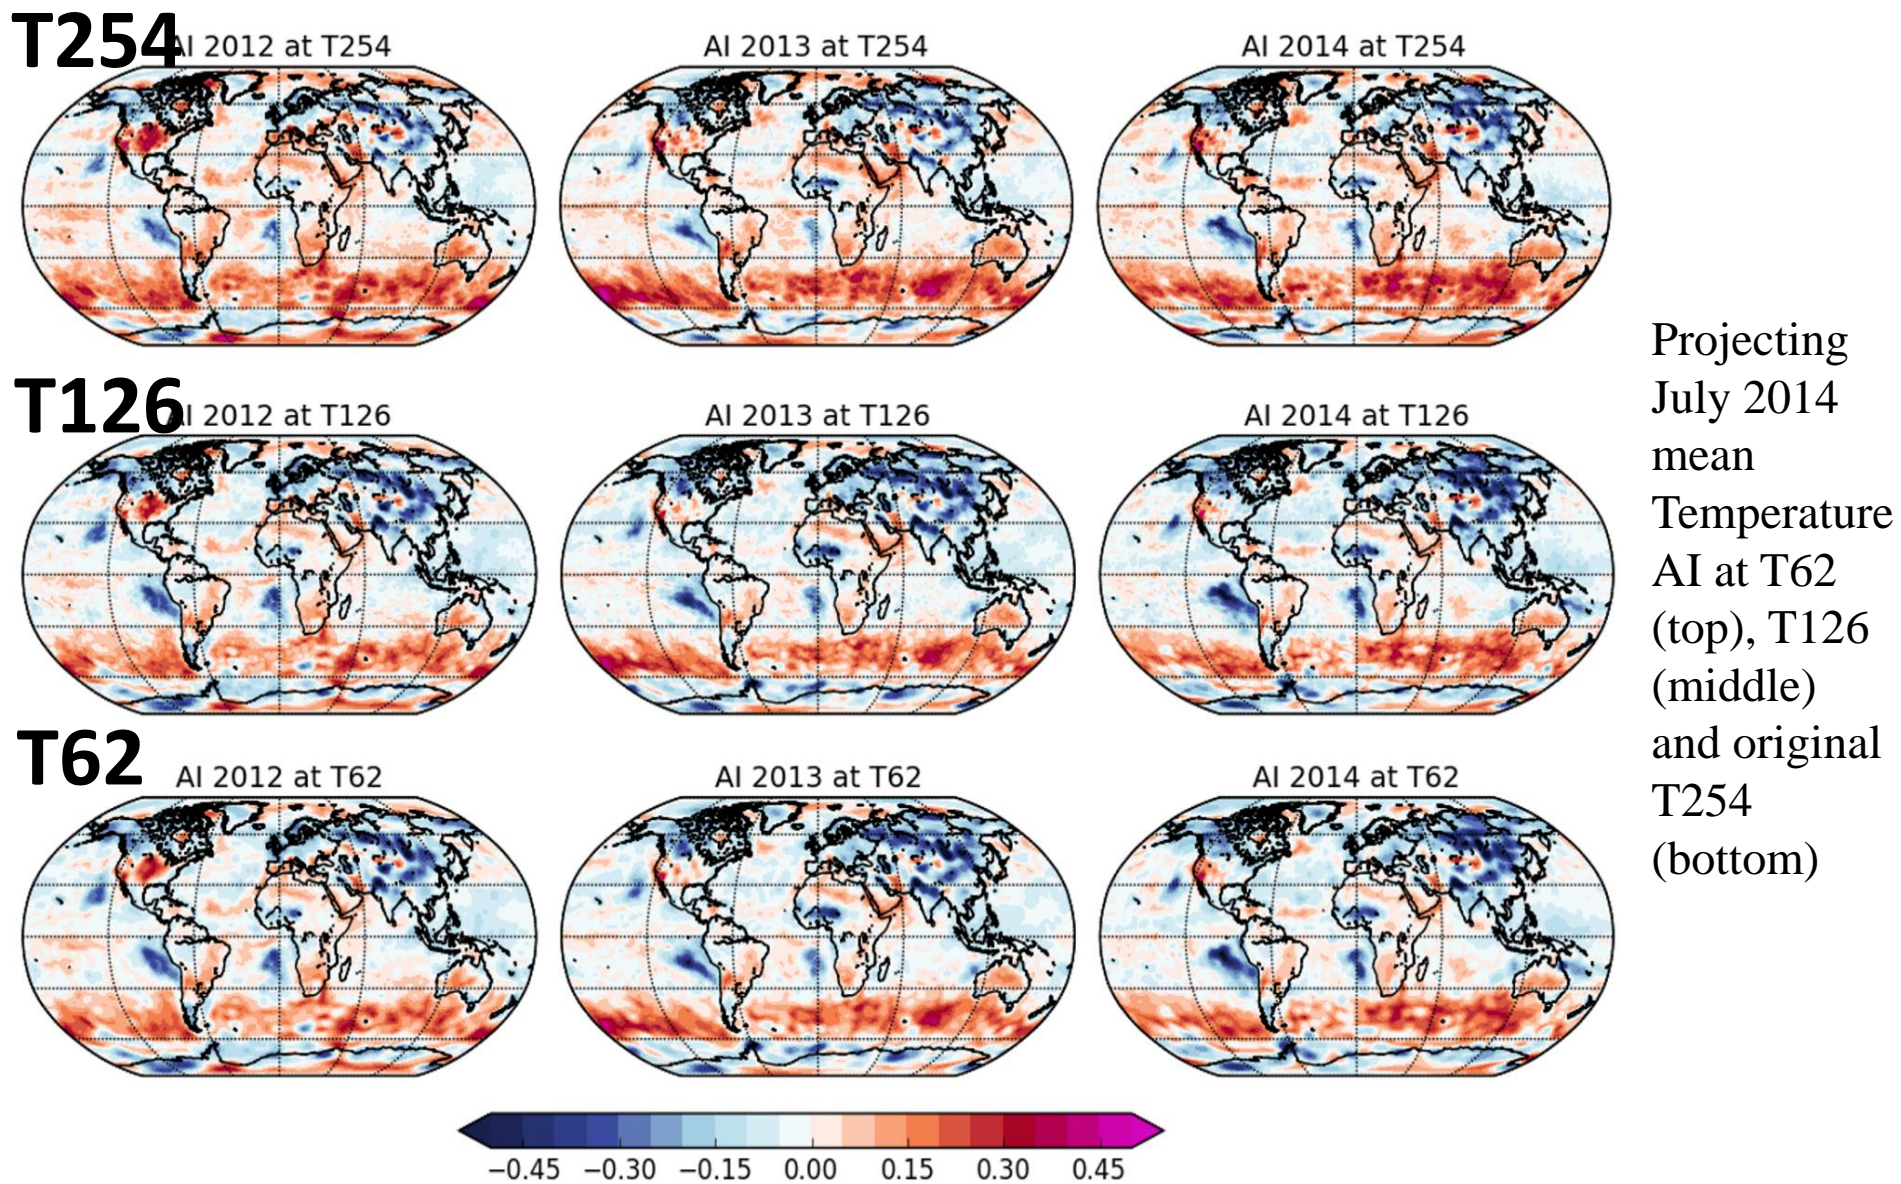 T254
AI 2012 at T254
AI 2013 at T254
AI 2014 at T254
T126
AI 2012 at T126
AI 2013 at T126
AI 2014 at T126
T62
AI 2012 at T62
AI 2013 at T62
AI 2014 at T62
−0.45 −0.30 −0.15 0.00 0.15 0.30 0.45
Projecting
July 2014
mean
Temperature
AI at T62
(top), T126
(middle)
and original
T254
(bottom)